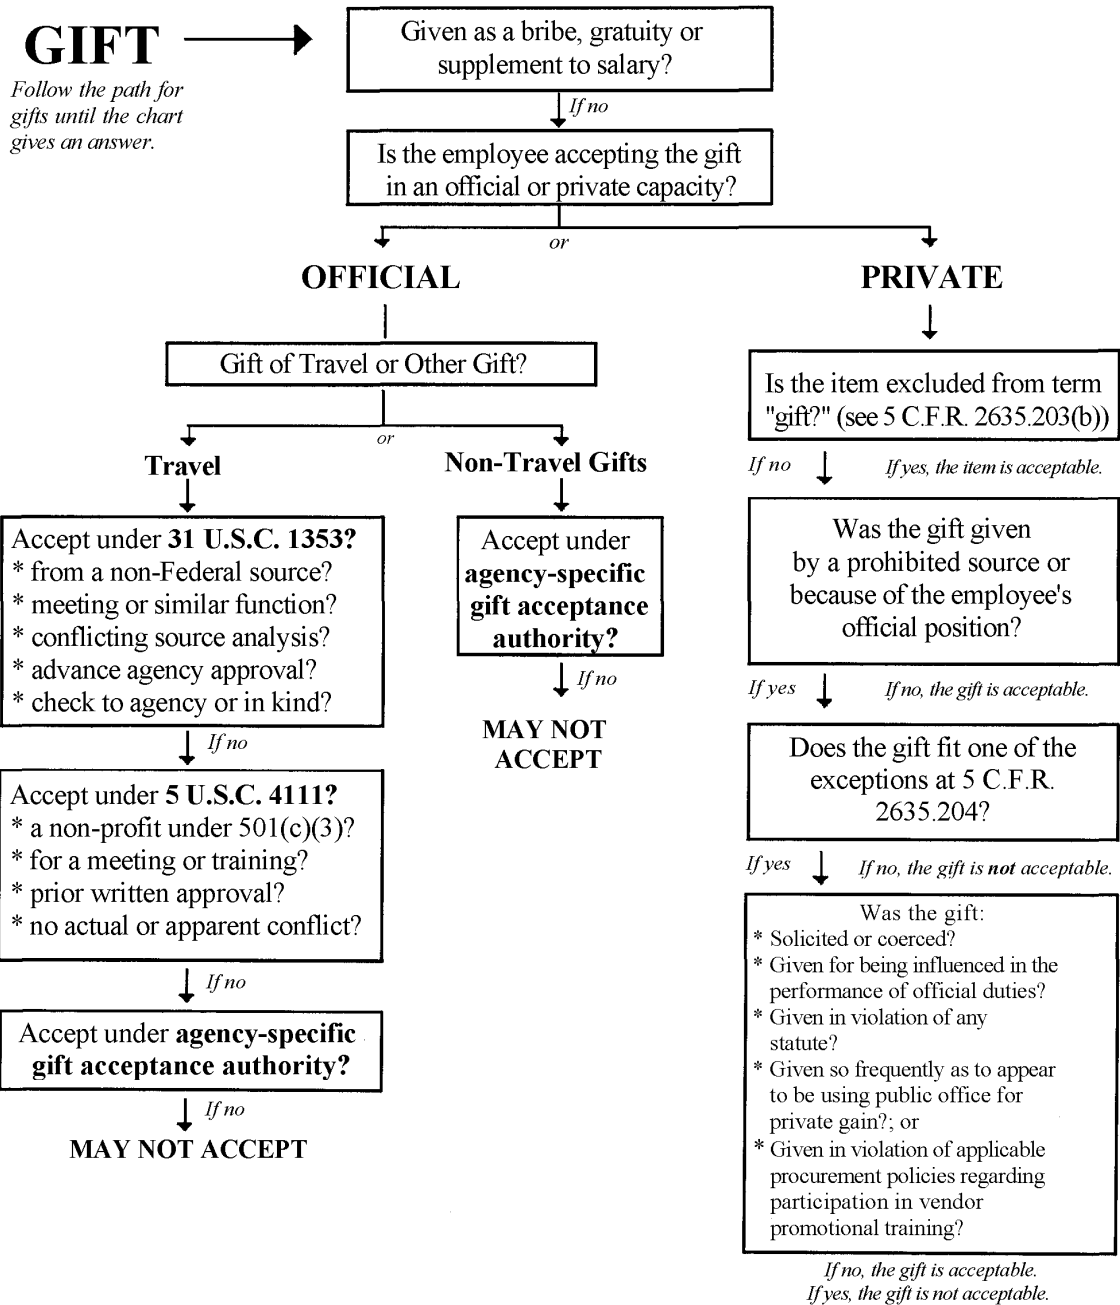 GIFT
Follow the path for
gifts until the chart
gives an answer.
Given as a bribe, gratuity or
supplement to salary?
If no
Is the employee accepting the gift
in an official or private capacity?
or
OFFICIAL
Gift of Travel or Other Gift?
or
Travel
Accept under 31 U.S.C. 1353?
* from a non-Federal source?
* meeting or similar function?
* conflicting source analysis?
* advance agency approval?
* check to agency or in kind?
If no
Accept under 5 U.S.C. 4111?
* a non-profit under 501(c)(3)?
* for a meeting or training?
* prior written approval?
* no actual or apparent conflict?
If no
Accept under agency-specific
gift acceptance authority?
If no
MAY NOT ACCEPT
Non-Travel Gifts
Accept under
agency-specific
gift acceptance
authority?
If no
MAY NOT
ACCEPT
PRIVATE
Is the item excluded from term
"gift?" (see 5 C.F.R. 2635.203(b))
If no
If yes, the item is acceptable.
Was the gift given
by a prohibited source or
because of the employee's
official position?
If yes
If no, the gift is acceptable.
Does the gift fit one of the
exceptions at 5 C.F.R.
2635.204?
If yes
If no, the gift is not acceptable.
Was the gift:
* Solicited or coerced?
* Given for being influenced in the
performance of official duties?
* Given in violation of any
statute?
* Given so frequently as to appear
to be using public office for
private gain?; or
* Given in violation of applicable
procurement policies regarding
participation in vendor
promotional training?
If no, the gift is acceptable.
If yes, the gift is not acceptable.